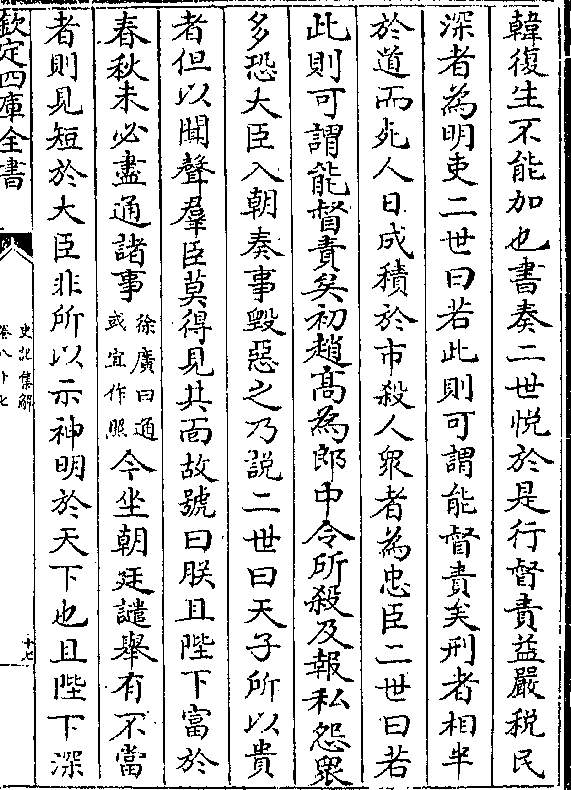 韓復生不能加也書奏二世悅於是行督責益嚴稅民
深者為明吏二世曰若此則可謂能督責矣刑者相半
於道而死人日成積於市殺人衆者為忠臣二世曰若
此則可謂能督責矣初趙髙為郎中令所殺及報私怨衆
多恐大臣入朝奏事毀惡之乃說二世曰天子所以貴
者但以聞聲羣臣莫得見其面故號曰朕且陛下富於
春秋未必盡通諸事徐廣曰通或宜作照今坐朝廷譴舉有不當
者則見短於大臣非所以示神明於天下也且陛下深
欽定四庫全書
史記集解
卷八十七
十七